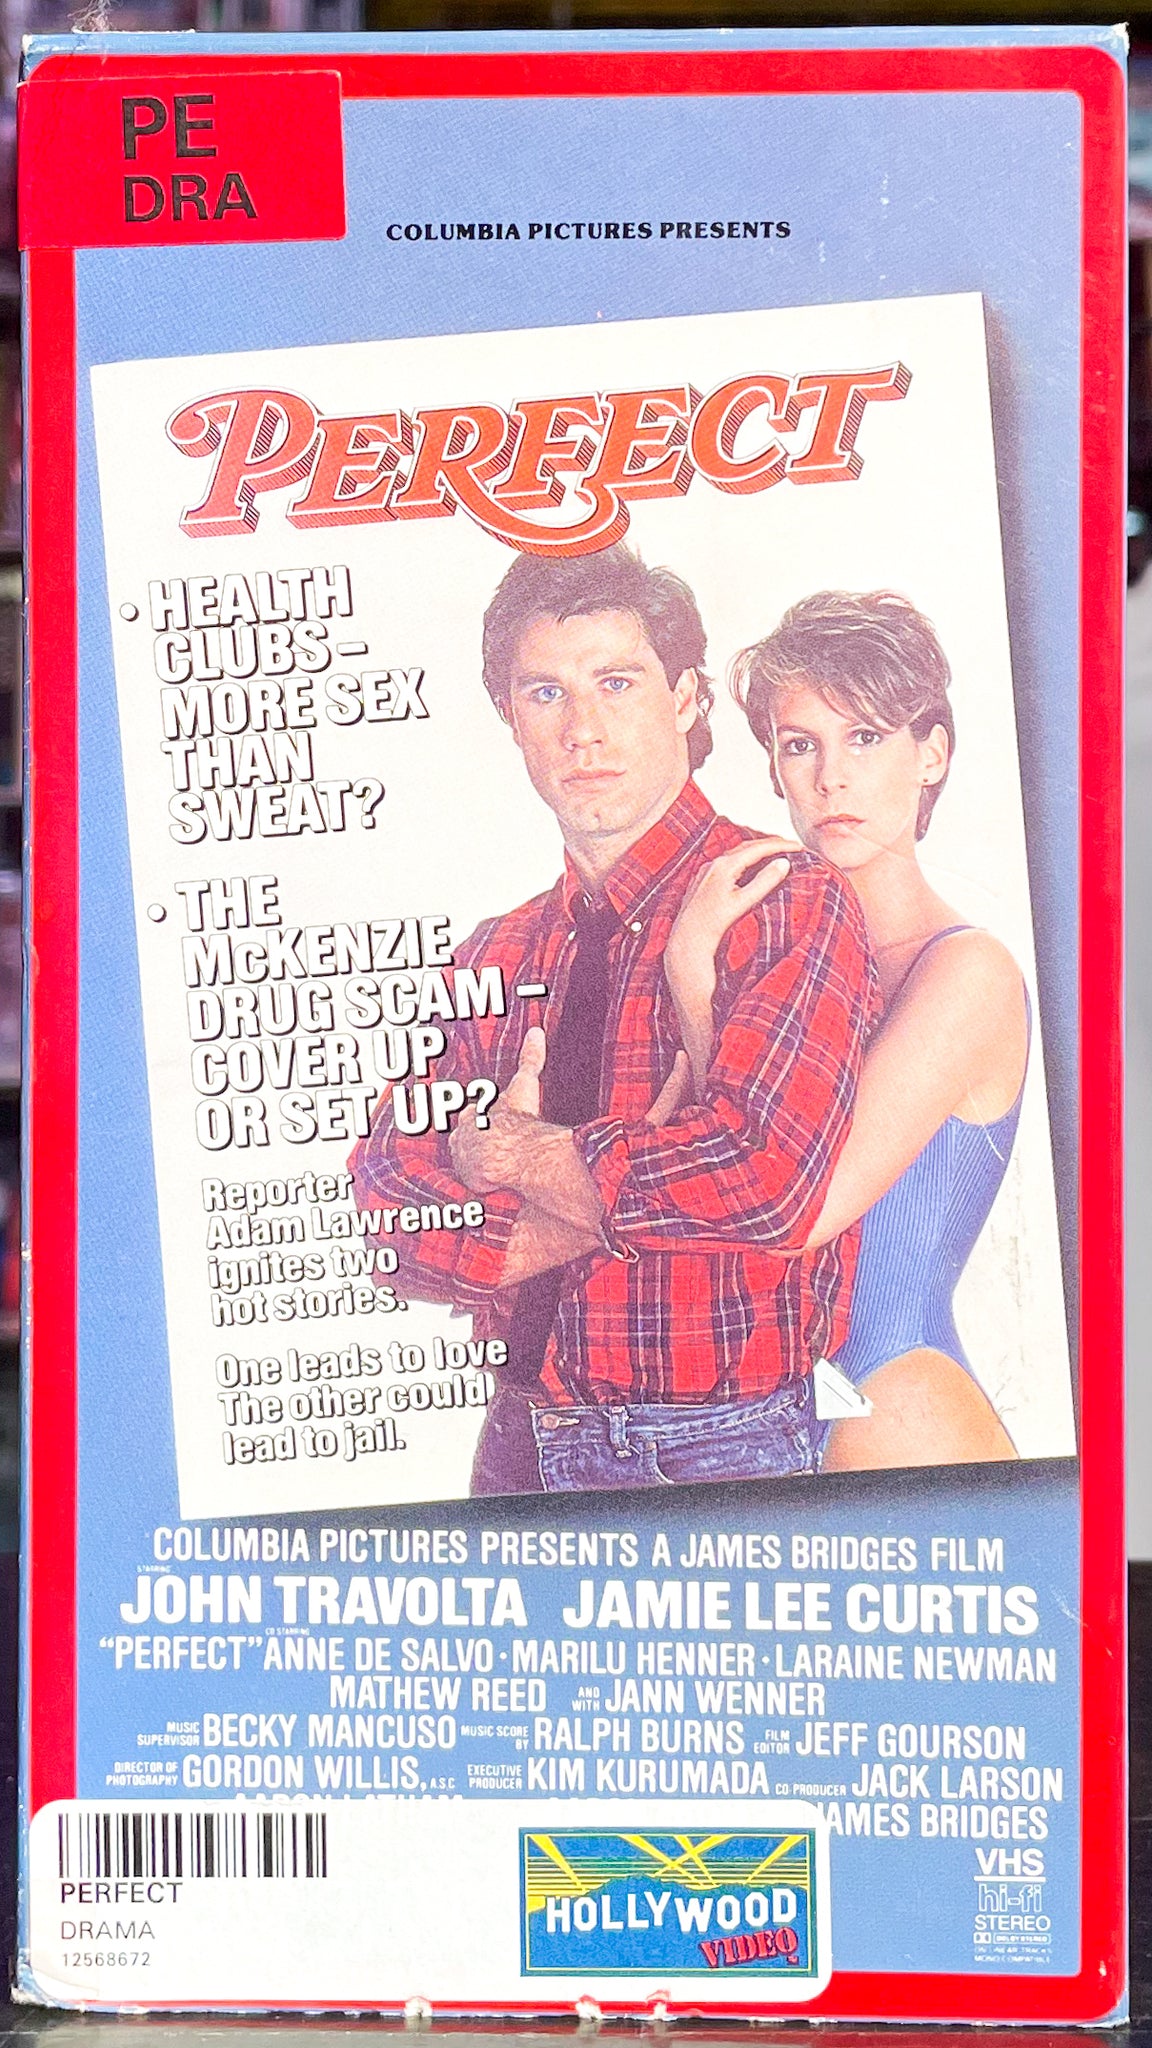 PE
DRA
COLUMBIA PICTURES PRESENTS
PERFECT
• HEALTH
CLUBS–
MORE SEX
THAN
SWEAT?
• THE
McKENZIE
DRUG SCAM –
COVER UP
OR SET UP?
Reporter
Adam Lawrence
ignites two
hot stories.
One leads to love
The other could
lead to jail.
COLUMBIA PICTURES PRESENTS A JAMES BRIDGES FILM
STARRING
JOHN TRAVOLTA JAMIE LEE CURTIS
CO STARRING
“PERFECT” ANNE DE SALVO · MARILU HENNER · LARAINE NEWMAN
MATHEW REED AND WITH JANN WENNER
MUSIC SUPERVISOR BECKY MANCUSO MUSIC SCORE BY RALPH BURNS FILM EDITOR JEFF GOURSON
DIRECTOR OF PHOTOGRAPHY GORDON WILLIS, A.S.C EXECUTIVE PRODUCER KIM KURUMADA CO-PRODUCER JACK LARSON
JAMES BRIDGES
PERFECT
DRAMA
12568672
HOLLYWOOD
VIDEO
VHS
hi-fi
STEREO
DOLBY STEREO